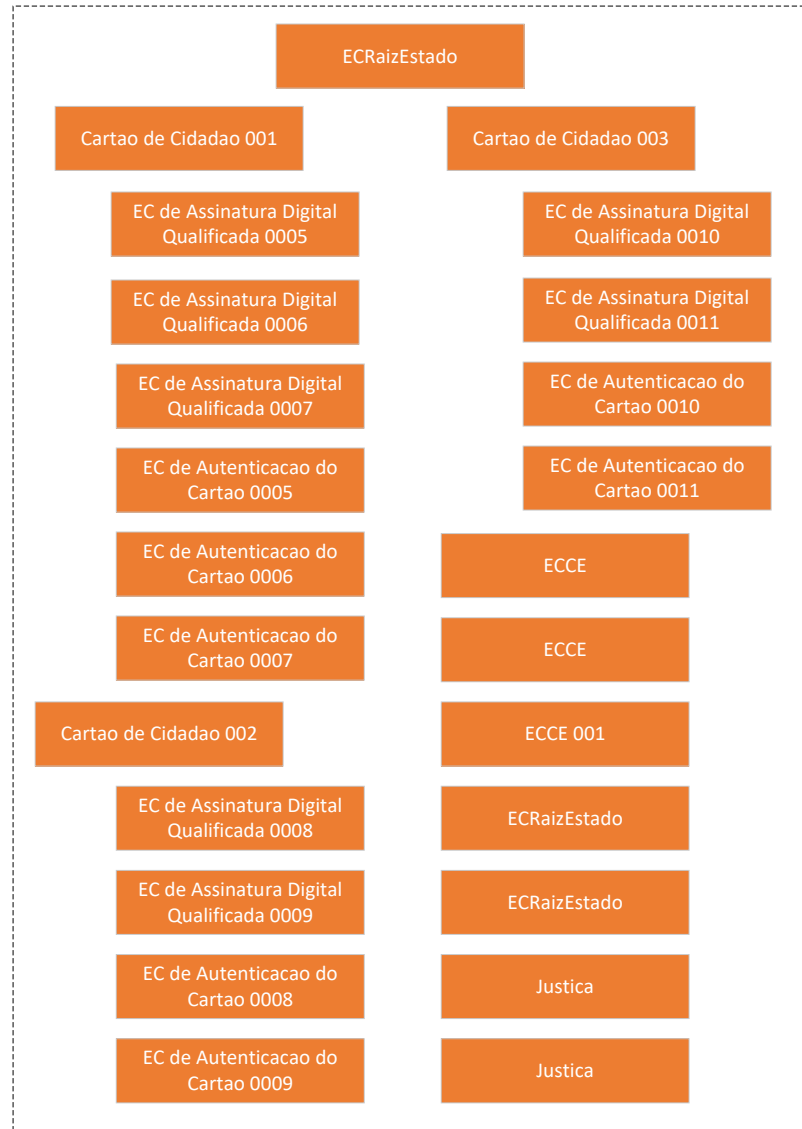 ECRaizEstado
Cartao de Cidadao 001
EC de Assinatura Digital
Qualificada 0005
EC de Assinatura Digital
Qualificada 0006
EC de Assinatura Digital
Qualificada 0007
EC de Autenticacao do
Cartao 0005
EC de Autenticacao do
Cartao 0006
EC de Autenticacao do
Cartao 0007
Cartao de Cidadao 002
EC de Assinatura Digital
Qualificada 0008
EC de Assinatura Digital
Qualificada 0009
EC de Autenticacao do
Cartao 0008
EC de Autenticacao do
Cartao 0009
Cartao de Cidadao 003
EC de Assinatura Digital
Qualificada 0010
EC de Assinatura Digital
Qualificada 0011
EC de Autenticacao do
Cartao 0010
EC de Autenticacao do
Cartao 0011
ECCE
ECCE
ECCE 001
ECRaizEstado
ECRaizEstado
Justica
Justica